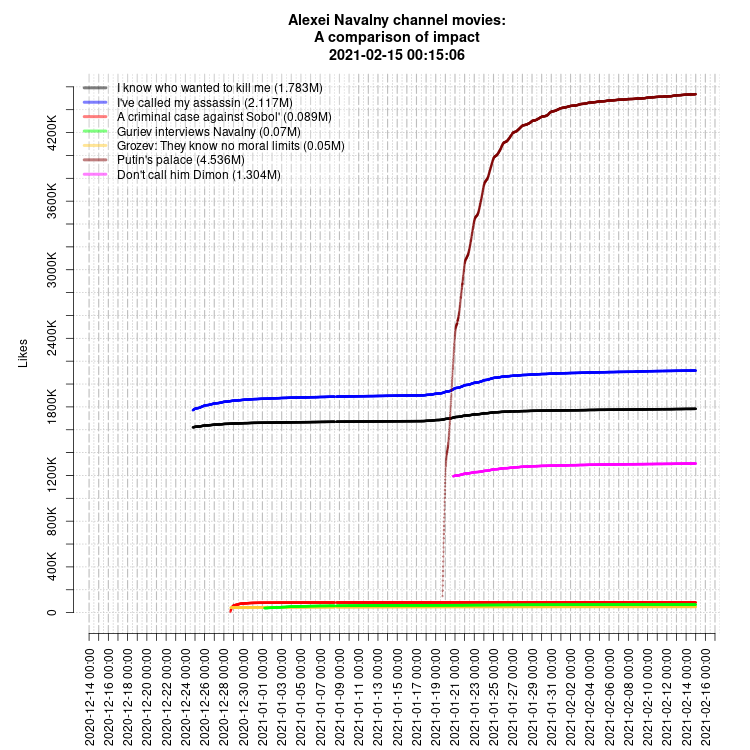 Alexei Navalny channel movies:
A comparison of impact
2021-02-15 00:15:06
I know who wanted to kill me (1.783M)
I've called my assassin (2.117M)
A criminal case against Sobol' (0.089M)
Guriev interviews Navalny (0.07M)
Grozev: They know no moral limits (0.05M)
Putin's palace (4.536M)
Don't call him Dimon (1.304M)
Likes
4200K
3600K
3000K
2400K
1800K
1200K
800K
400K
0
2020-12-14 00:00
2020-12-16 00:00
2020-12-18 00:00
2020-12-20 00:00
2020-12-22 00:00
2020-12-24 00:00
2020-12-26 00:00
2020-12-28 00:00
2020-12-30 00:00
2021-01-01 00:00
2021-01-03 00:00
2021-01-05 00:00
2021-01-07 00:00
2021-01-09 00:00
2021-01-11 00:00
2021-01-13 00:00
2021-01-15 00:00
2021-01-17 00:00
2021-01-19 00:00
2021-01-21 00:00
2021-01-23 00:00
2021-01-25 00:00
2021-01-27 00:00
2021-01-29 00:00
2021-01-31 00:00
2021-02-02 00:00
2021-02-04 00:00
2021-02-06 00:00
2021-02-08 00:00
2021-02-10 00:00
2021-02-12 00:00
2021-02-14 00:00
2021-02-16 00:00